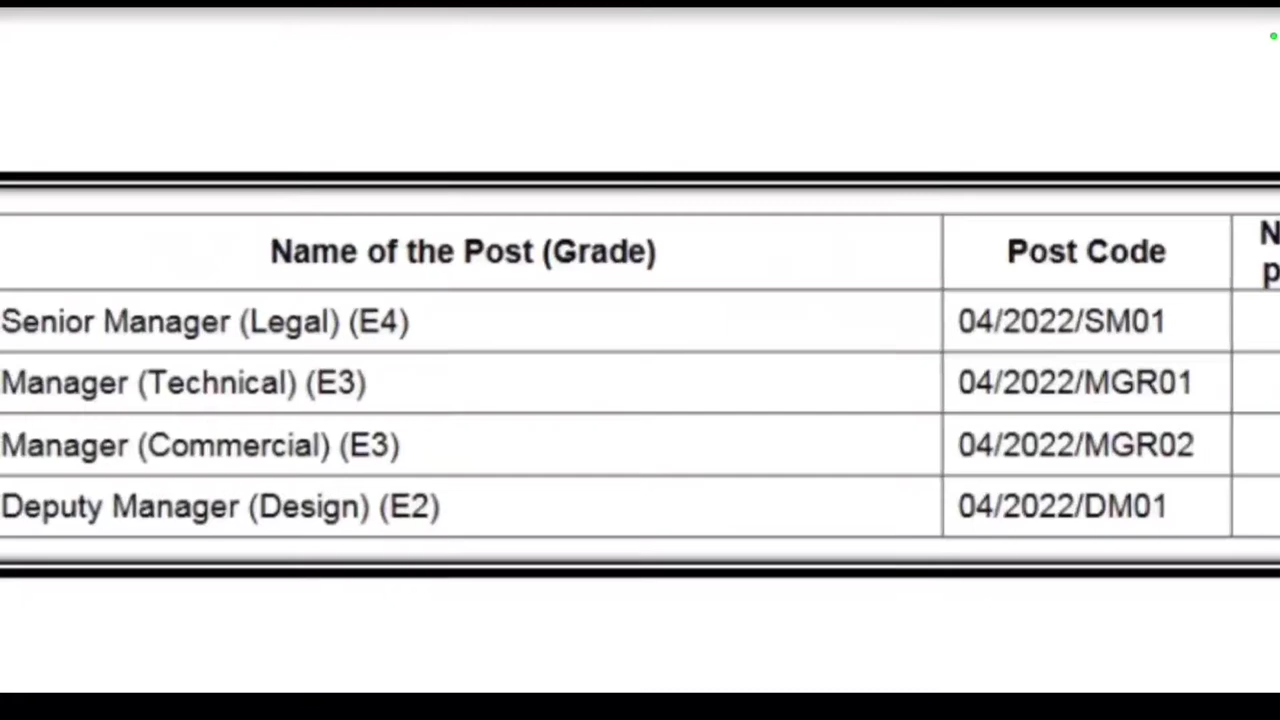 Name of the Post (Grade) Post Code
Senior Manager (Legal) (E4) 04/2022/SM01
Manager (Technical) (E3) 04/2022/MGR01
Manager (Commercial) (E3) 04/2022/MGR02
Deputy Manager (Design) (E2) 04/2022/DM01